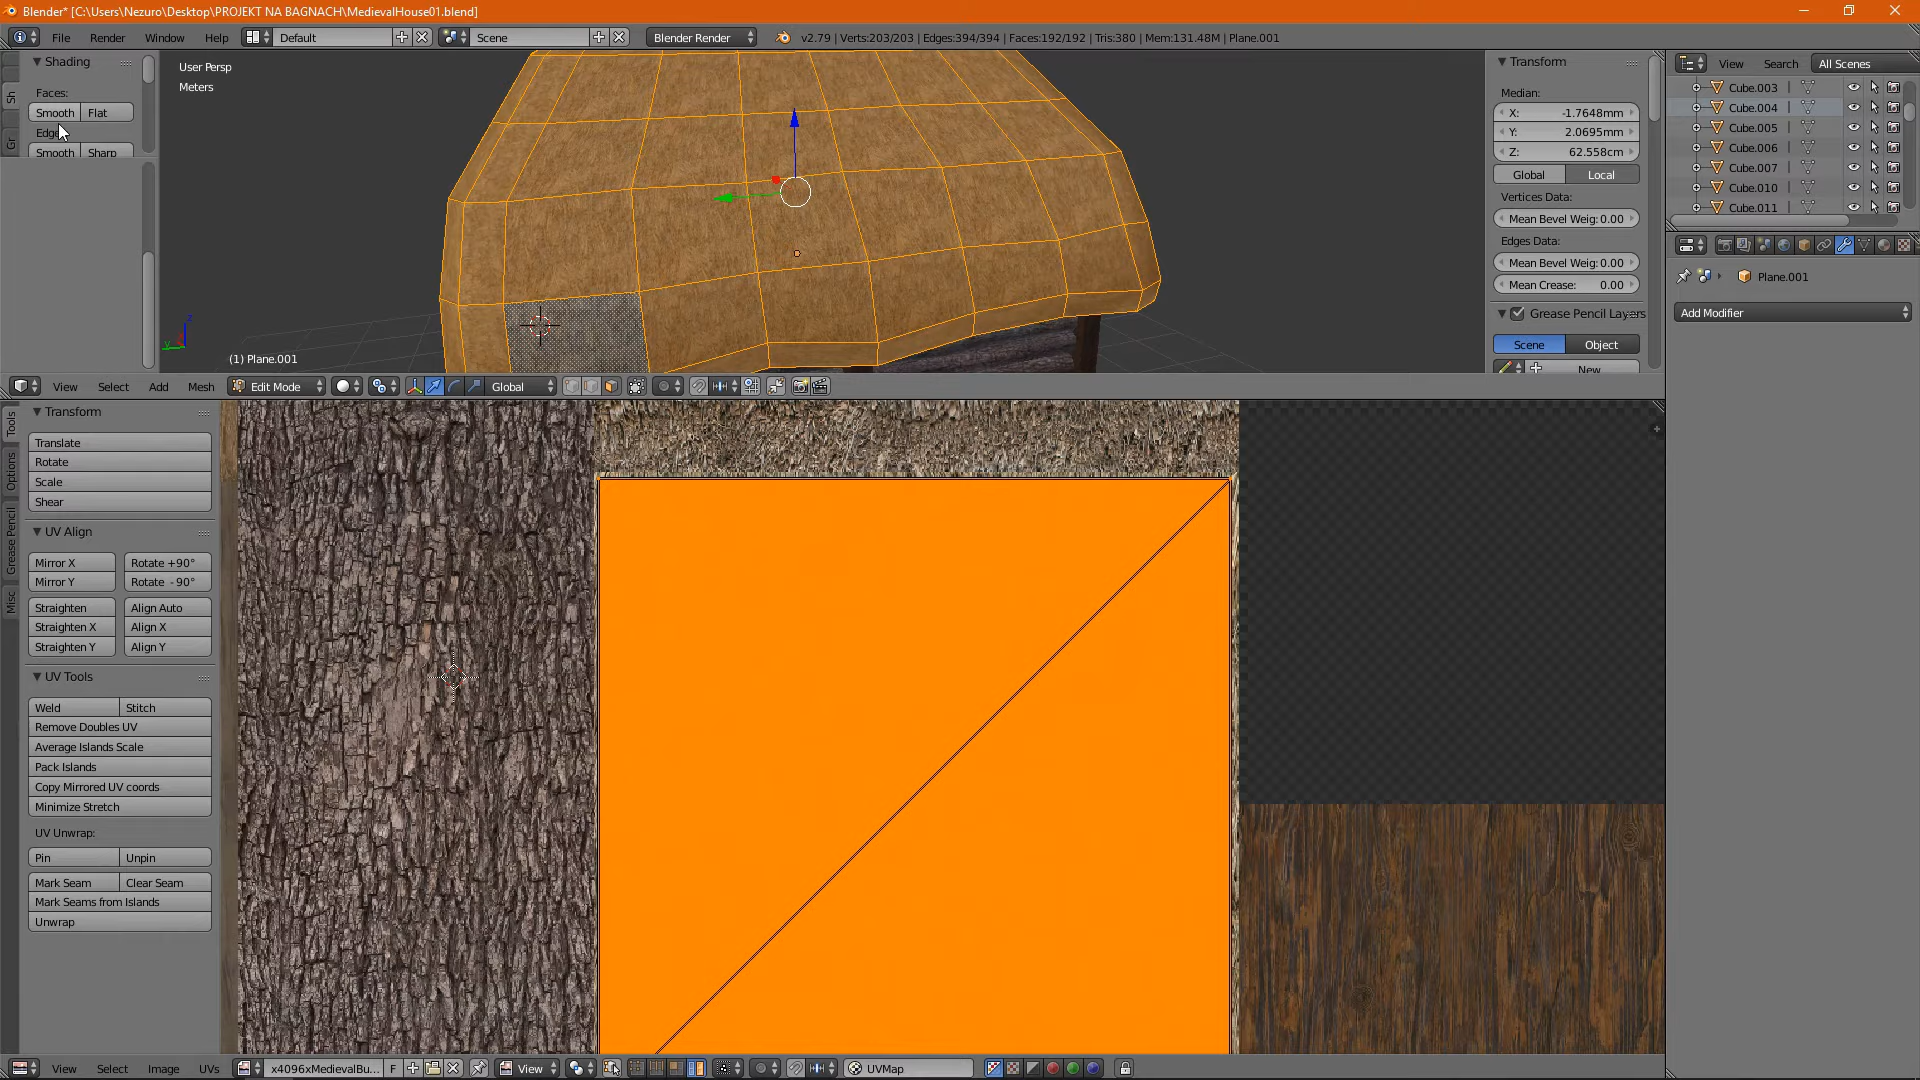 Blender* [C:\Users\Nezuro\Desktop\PROJEKT NA BAGNACH\MedievalHouse01.blend]
File Render Window Help Default Scene Blender Render v2.79 | Verts:203/203 | Edges:394/394 | Faces:192/192 | Tris:380 | Mem:131.48M | Plane.001
Shading
Faces:
Smooth Flat
Smooth Sharp
Sh
Gr
User Persp
Meters
(1) Plane.001
Transform
Median:
X: -1.7648mm
Y: 2.0695mm
Z: 62.558cm
Global Local
Vertices Data:
Mean Bevel Weig: 0.00
Edges Data:
Mean Bevel Weig: 0.00
Mean Crease: 0.00
Grease Pencil Layers
Scene Object
New
View Search All Scenes
Cube.003
Cube.004
Cube.005
Cube.006
Cube.007
Cube.010
Cube.011
Plane.001
Add Modifier
View Select Add Mesh Edit Mode Global
Tools
Options
Grease Pencil
Misc
Transform
Translate
Rotate
Scale
Shear
UV Align
Mirror X Rotate +90°
Mirror Y Rotate - 90°
Straighten Align Auto
Straighten X Align X
Straighten Y Align Y
UV Tools
Weld Stitch
Remove Doubles UV
Average Islands Scale
Pack Islands
Copy Mirrored UV coords
Minimize Stretch
UV Unwrap:
Pin Unpin
Mark Seam Clear Seam
Mark Seams from Islands
Unwrap
View Select Image UVs x4096xMedievalBu... F View UVMap